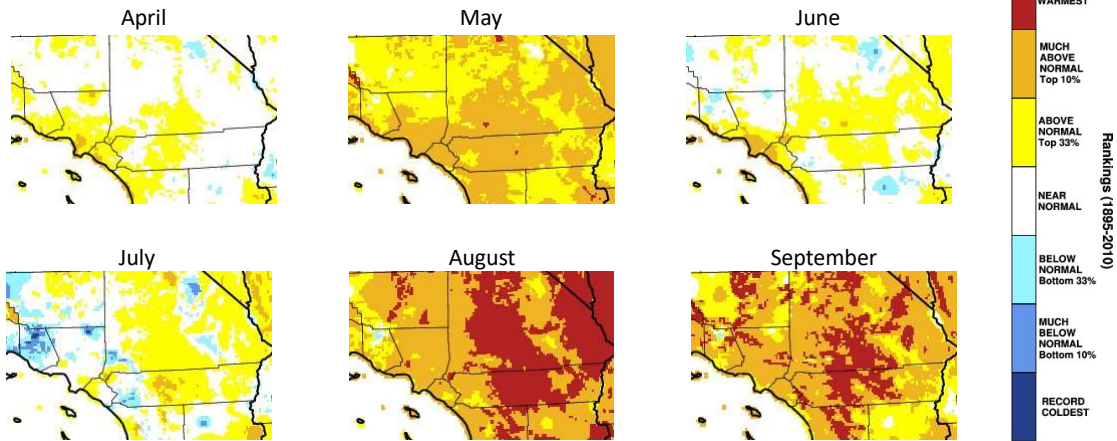 April
May
June
July
August
September
WARMEST
MUCH
ABOVE
NORMAL
Top 10%
ABOVE
NORMAL
Top 33%
NEAR
NORMAL
BELOW
NORMAL
Bottom 33%
MUCH
BELOW
NORMAL
Bottom 10%
RECORD
COLDEST
Rankings (1895-2010)